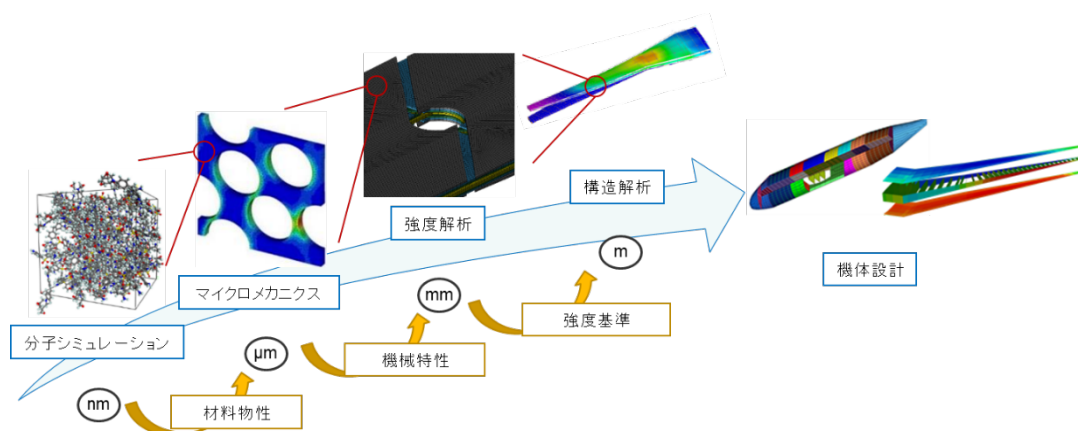 分子シミュレーション
マイクロメカニクス
強度解析
構造解析
機体設計
nm
材料物性
μm
機械特性
mm
強度基準
m